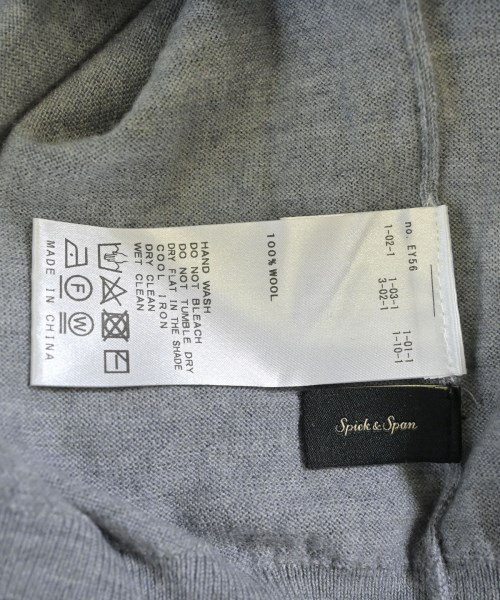 no. EY56
1-02-1 1-03-1 1-01-1
3-02-1 1-10-1
100% WOOL
HAND WASH
DO NOT BLEACH
DO NOT TUMBLE DRY
DRY FLAT IN THE SHADE
COOL IRON
DRY CLEAN
WET CLEAN
F W
MADE IN CHINA
Spick & Span